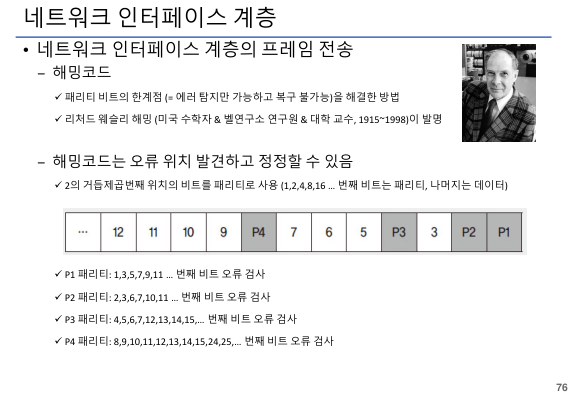 네트워크 인터페이스 계층
• 네트워크 인터페이스 계층의 프레임 전송
– 해밍코드
✓ 패리티 비트의 한계점 (= 에러 탐지만 가능하고 복구 불가능)을 해결한 방법
✓ 리처드 웨슬리 해밍 (미국 수학자 & 벨연구소 연구원 & 대학 교수, 1915~1998)이 발명
– 해밍코드는 오류 위치 발견하고 정정할 수 있음
✓ 2의 거듭제곱번째 위치의 비트를 패리티로 사용 (1,2,4,8,16 ... 번째 비트는 패리티, 나머지는 데이터)
... 12 11 10 9 P4 7 6 5 P3 3 P2 P1
✓ P1 패리티: 1,3,5,7,9,11 ... 번째 비트 오류 검사
✓ P2 패리티: 2,3,6,7,10,11 ... 번째 비트 오류 검사
✓ P3 패리티: 4,5,6,7,12,13,14,15,... 번째 비트 오류 검사
✓ P4 패리티: 8,9,10,11,12,13,14,15,24,25,... 번째 비트 오류 검사
76